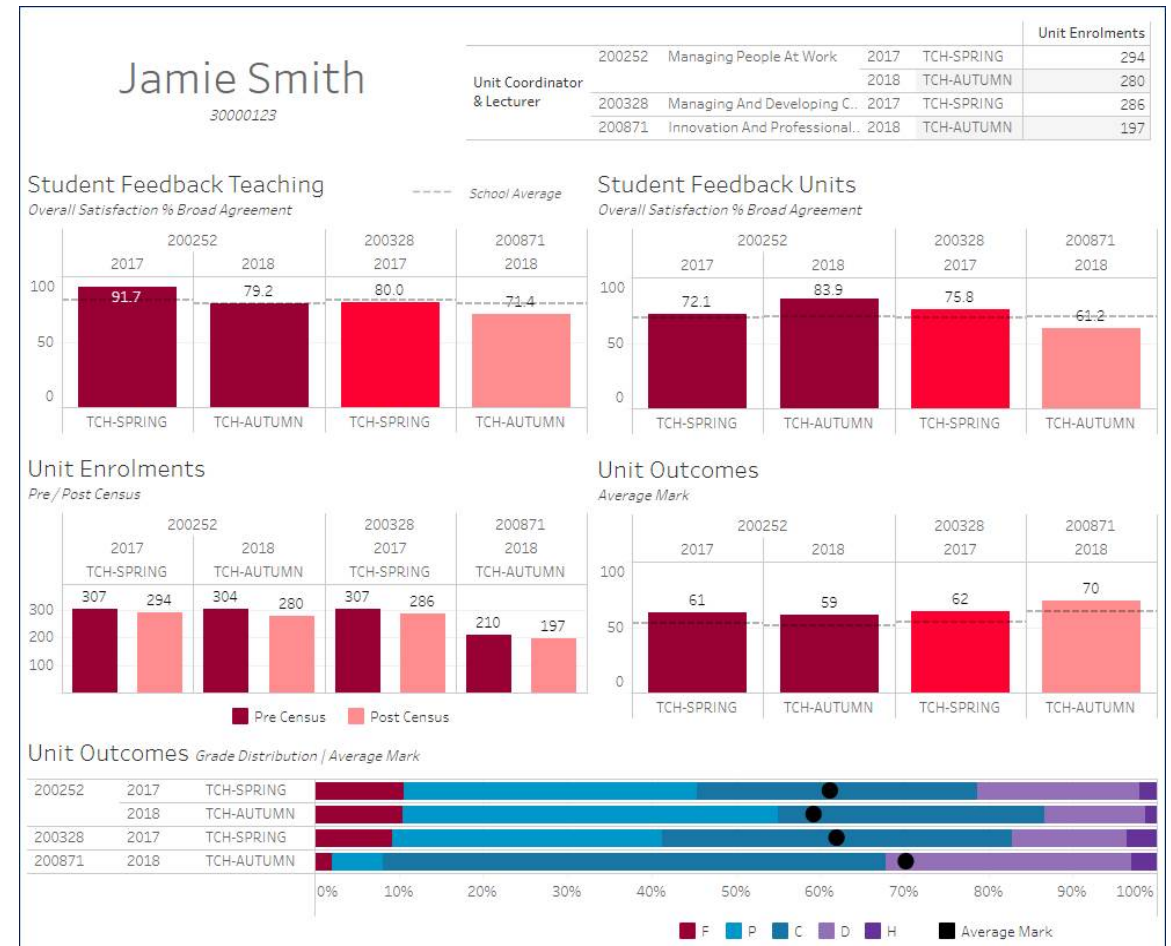 Jamie Smith
30000123
Unit Enrolments
Unit Coordinator & Lecturer
200252 Managing People At Work 2017 TCH-SPRING 294
2018 TCH-AUTUMN 280
200328 Managing And Developing C.. 2017 TCH-SPRING 286
200871 Innovation And Professional.. 2018 TCH-AUTUMN 197
Student Feedback Teaching
Overall Satisfaction % Broad Agreement
School Average
200252 200328 200871
2017 2018 2017 2018
100
50
0
91.7 79.2 80.0 71.4
TCH-SPRING TCH-AUTUMN TCH-SPRING TCH-AUTUMN
Student Feedback Units
Overall Satisfaction % Broad Agreement
200252 200328 200871
2017 2018 2017 2018
100
50
0
72.1 83.9 75.8 61.2
TCH-SPRING TCH-AUTUMN TCH-SPRING TCH-AUTUMN
Unit Enrolments
Pre / Post Census
200252 200328 200871
2017 2018 2017 2018
TCH-SPRING TCH-AUTUMN TCH-SPRING TCH-AUTUMN
300
200
100
307 294 304 280 307 286 210 197
Pre Census Post Census
Unit Outcomes
Average Mark
200252 200328 200871
2017 2018 2017 2018
100
50
0
61 59 62 70
TCH-SPRING TCH-AUTUMN TCH-SPRING TCH-AUTUMN
Unit Outcomes Grade Distribution | Average Mark
200252 2017 TCH-SPRING
2018 TCH-AUTUMN
200328 2017 TCH-SPRING
200871 2018 TCH-AUTUMN
0% 10% 20% 30% 40% 50% 60% 70% 80% 90% 100%
F P C D H Average Mark